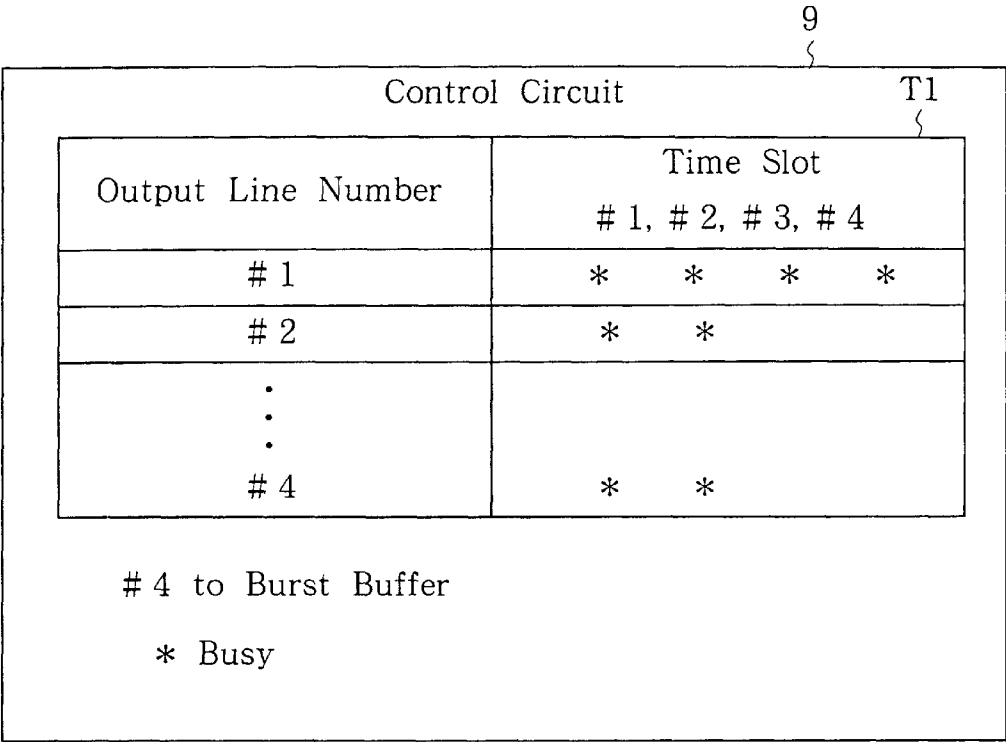 9
Control Circuit
T1
Output Line Number
Time Slot
# 1, # 2, # 3, # 4
# 1 * * * *
# 2 * *
# 4 * *
# 4 to Burst Buffer
* Busy